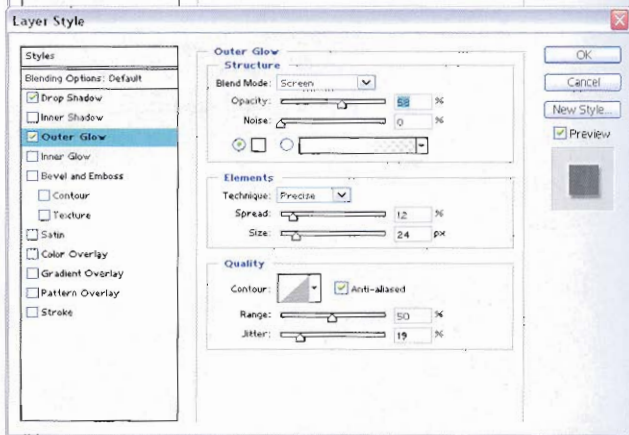 Layer Style
Styles
Blending Options: Default
Drop Shadow
Inner Shadow
Outer Glow
Inner Glow
Bevel and Emboss
Contour
Texture
Satin
Color Overlay
Gradient Overlay
Pattern Overlay
Stroke
Outer Glow
Structure
Blend Mode: Screen
Opacity: 58 %
Noise: 0 %
Elements
Technique: Precise
Spread: 12 %
Size: 24 px
Quality
Contour: Anti-aliased
Range: 50 %
Jitter: 19 %
OK
Cancel
New Style...
Preview